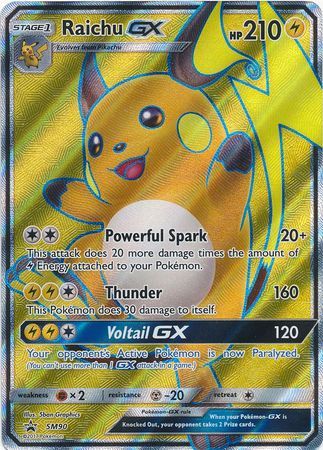 STAGE1 Raichu GX HP 210
Evolves from Pikachu
Powerful Spark 20+
This attack does 20 more damage times the amount of
Energy attached to your Pokémon.
Thunder 160
This Pokémon does 30 damage to itself.
Voltail GX 120
Your opponent's Active Pokémon is now Paralyzed.
(You can't use more than 1 GX attack in a game.)
weakness ×2 resistance -20 retreat
Illus. 5ban Graphics
Pokémon-GX rule
When your Pokémon-GX is
Knocked Out, your opponent takes 2 Prize cards.
SM90
©2017 Pokémon